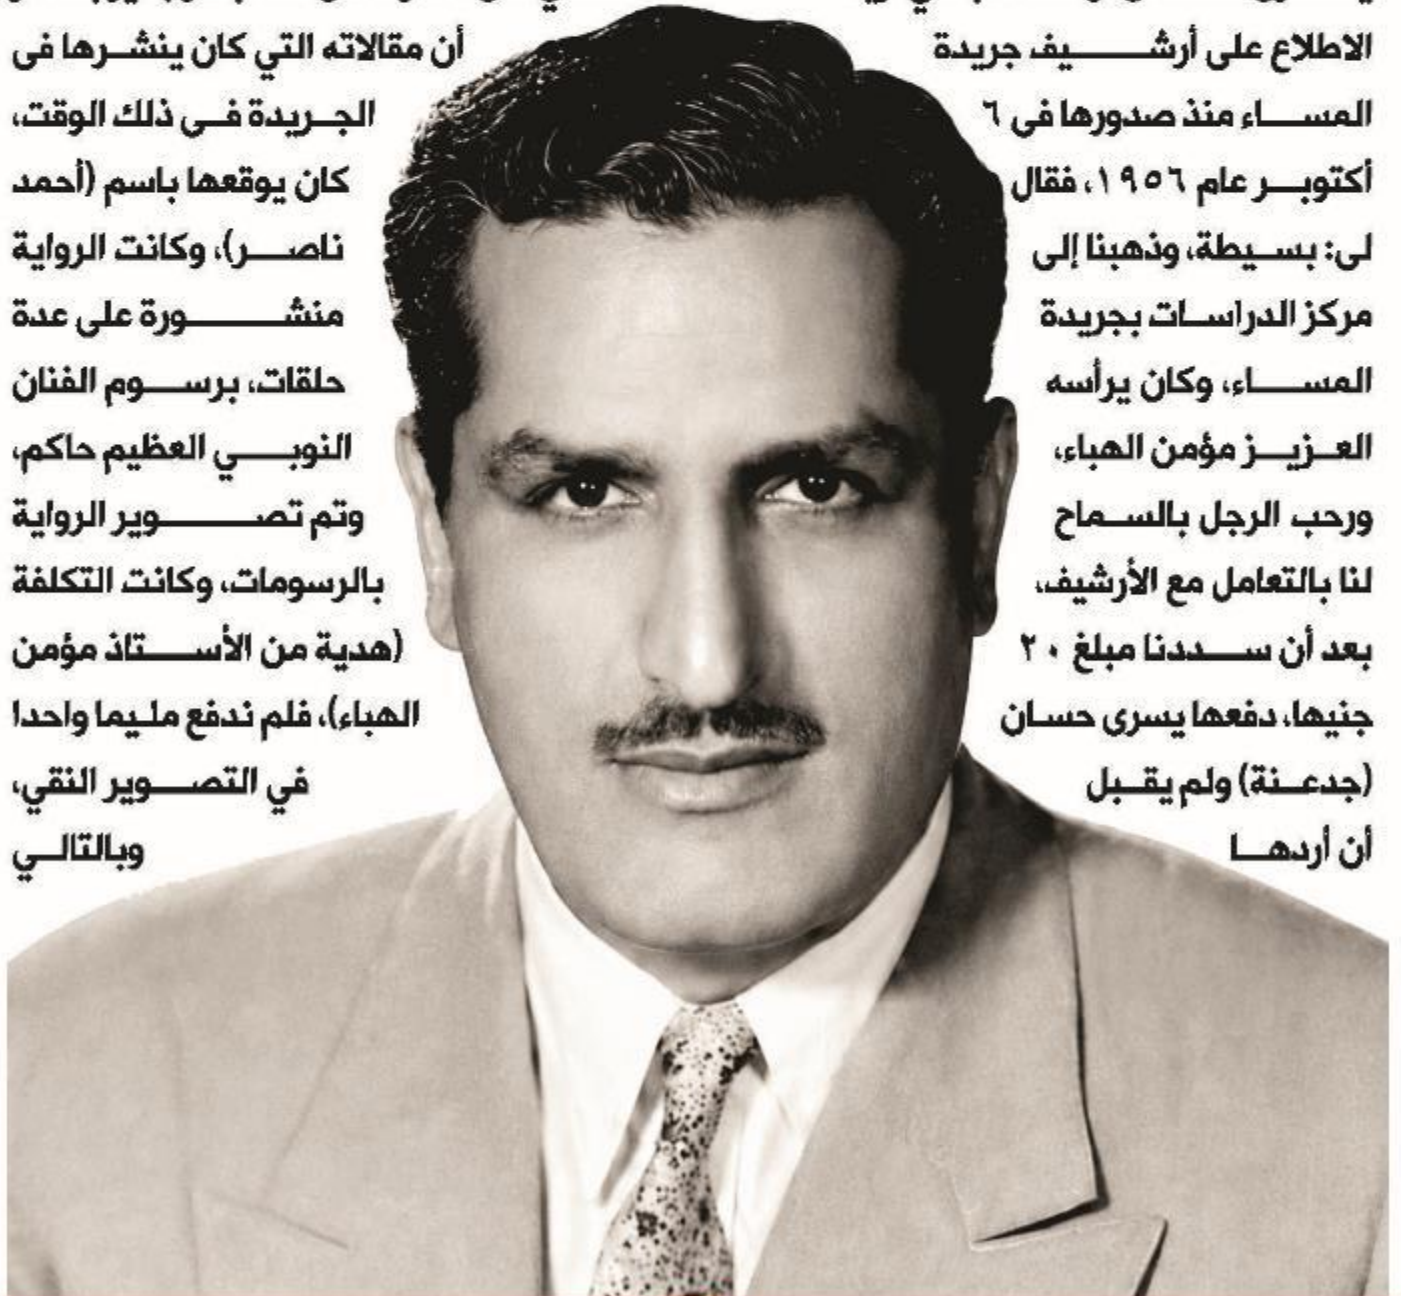 الاطلاع على أرشيف جريدة
المساء منذ صدورها فى ٦
أكتوبر عام ١٩٥٦، فقال
لى: بسيطة، وذهبنا إلى
مركز الدراسات بجريدة
المساء، وكان يرأسه
العزيز مؤمن الهباء،
ورحب الرجل بالسماح
لنا بالتعامل مع الأرشيف،
بعد أن سددنا مبلغ ٢٠
جنيها، دفعها يسرى حسان
(جدعنة) ولم يقبل
أن أردها
أن مقالاته التي كان ينشرها فى
الجريدة فى ذلك الوقت،
كان يوقعها باسم (أحمد
ناصر)، وكانت الرواية
منشورة على عدة
حلقات، برسوم الفنان
النوبي العظيم حاكم،
وتم تصوير الرواية
بالرسومات، وكانت التكلفة
(هدية من الأستاذ مؤمن
الهباء)، فلم ندفع مليما واحدا
في التصوير النقي،
وبالتالي